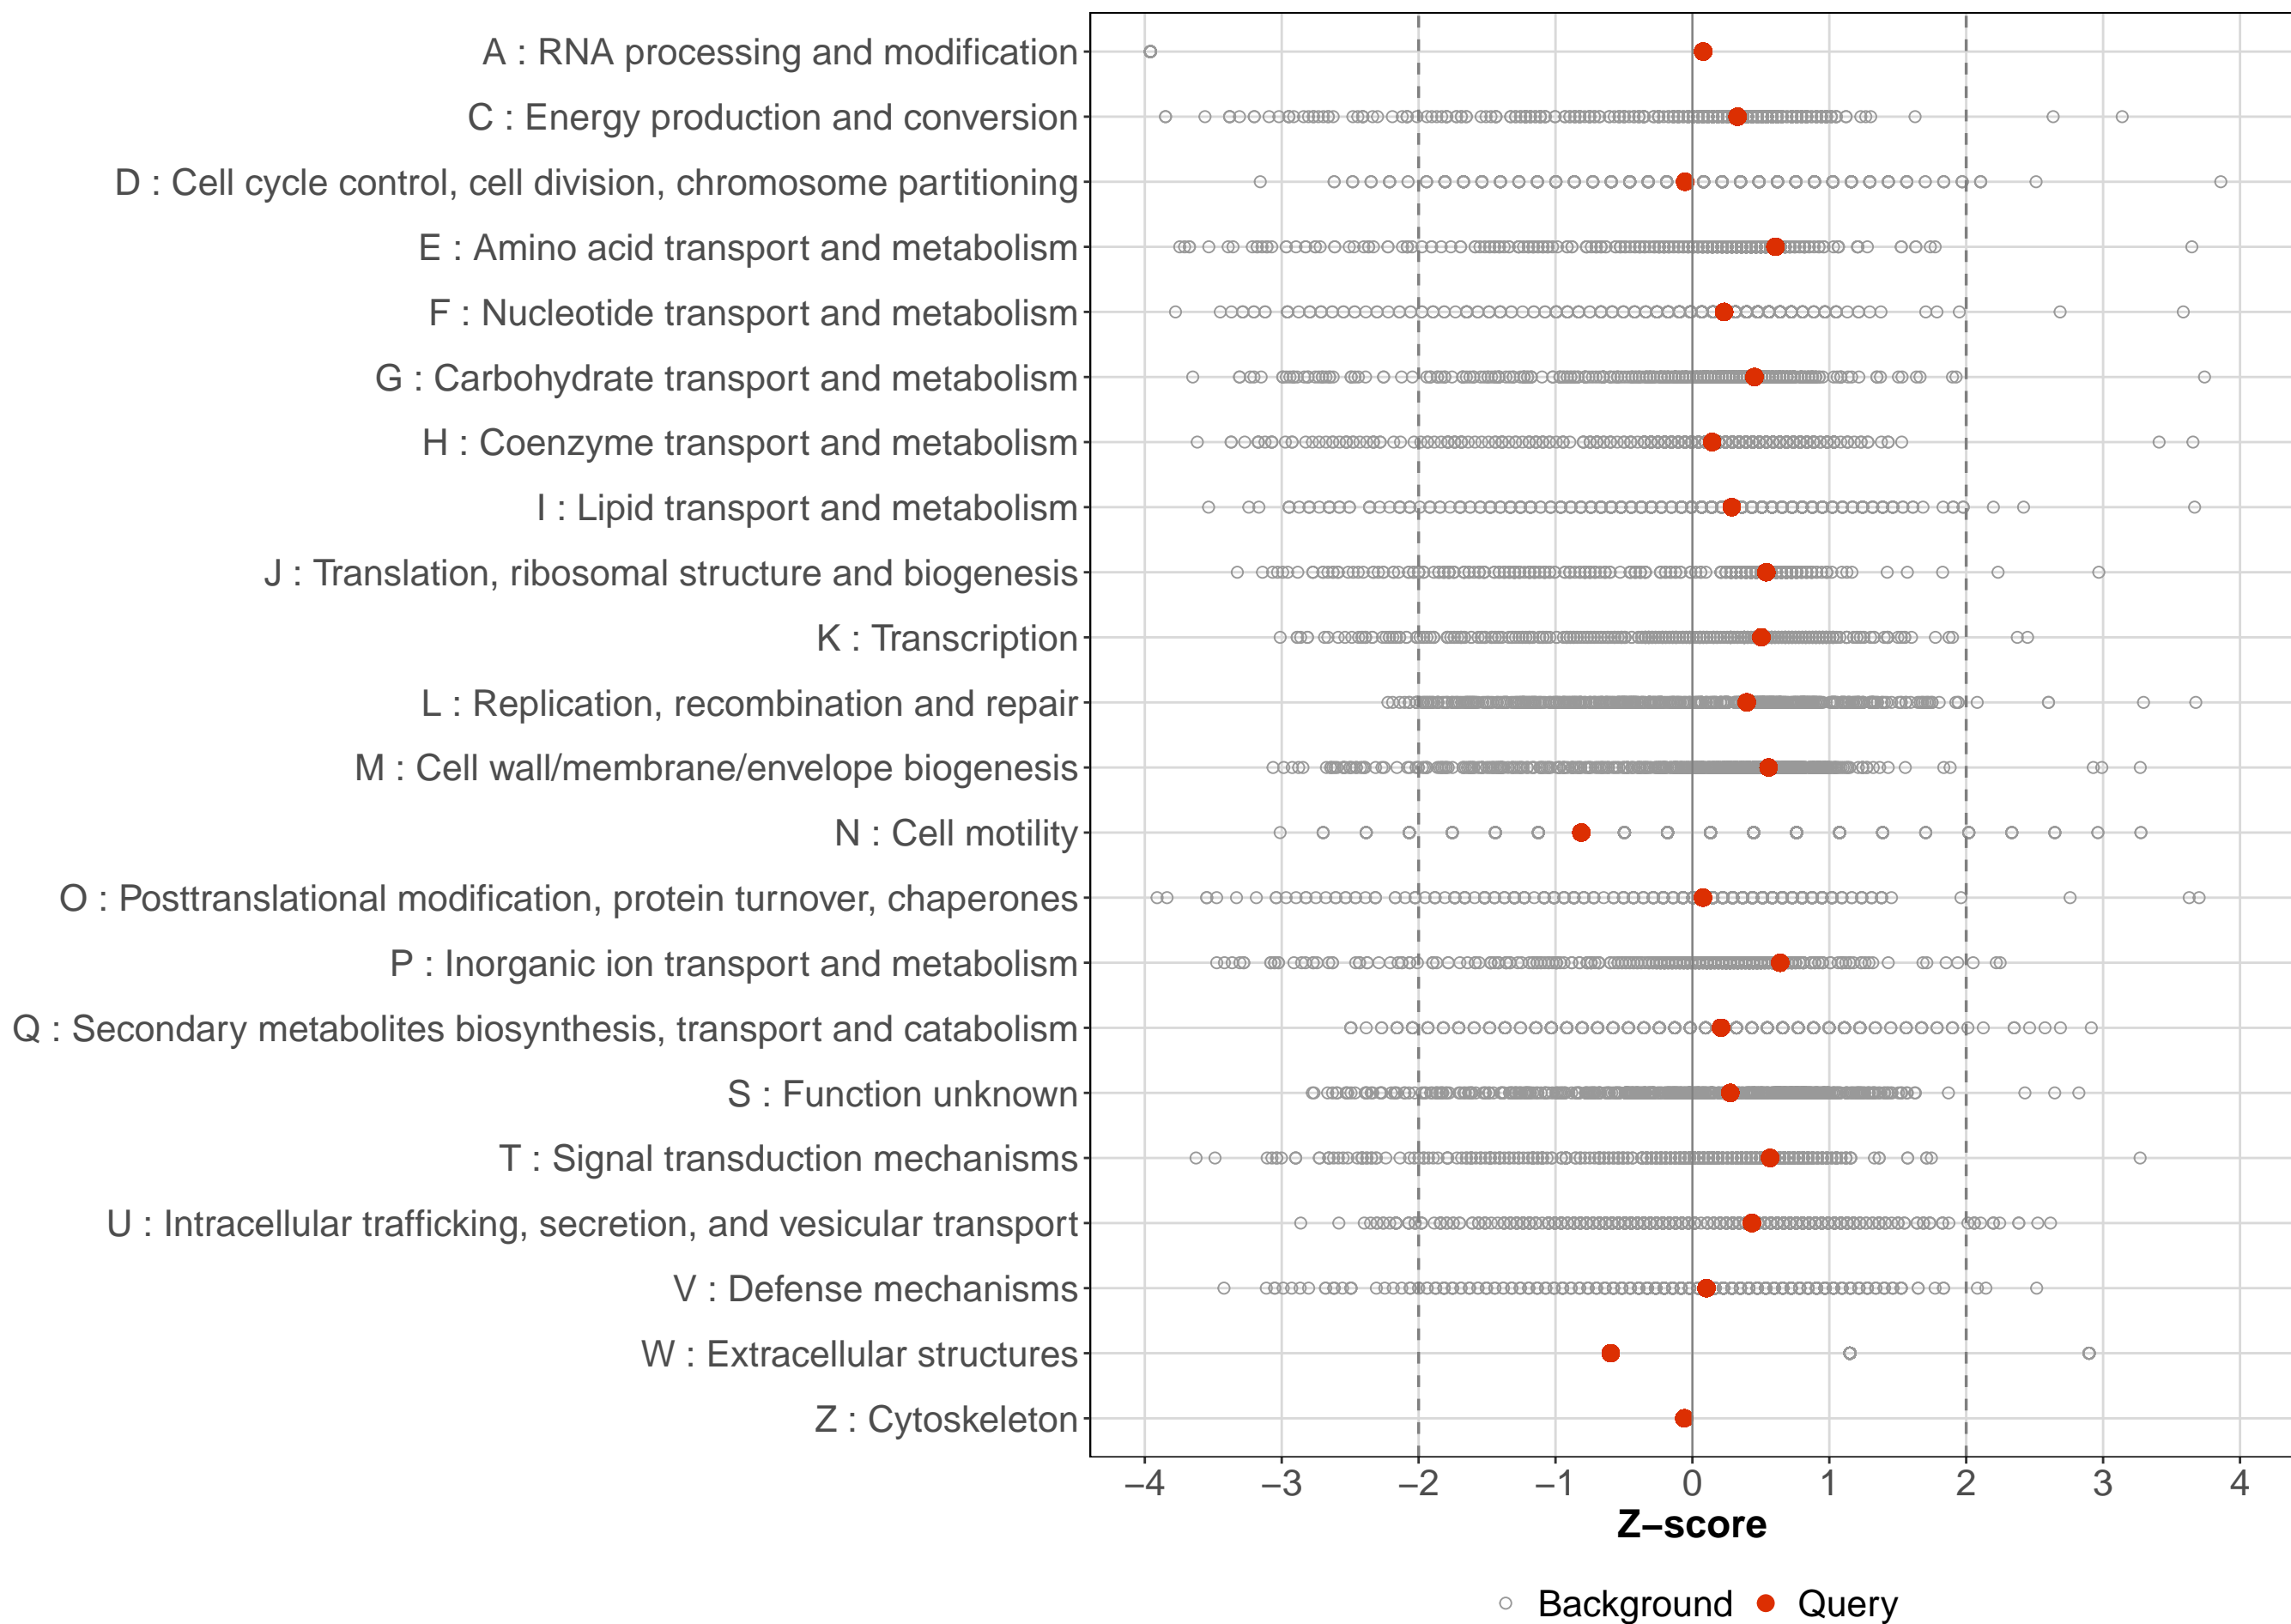 A : RNA processing and modification
C : Energy production and conversion
D : Cell cycle control, cell division, chromosome partitioning
E : Amino acid transport and metabolism
F : Nucleotide transport and metabolism
G : Carbohydrate transport and metabolism
H : Coenzyme transport and metabolism
I : Lipid transport and metabolism
J : Translation, ribosomal structure and biogenesis
K : Transcription
L : Replication, recombination and repair
M : Cell wall/membrane/envelope biogenesis
N : Cell motility
O : Posttranslational modification, protein turnover, chaperones
P : Inorganic ion transport and metabolism
Q : Secondary metabolites biosynthesis, transport and catabolism
S : Function unknown
T : Signal transduction mechanisms
U : Intracellular trafficking, secretion, and vesicular transport
V : Defense mechanisms
W : Extracellular structures
Z : Cytoskeleton
−4 −3 −2 −1 0 1 2 3 4
Z−score
Background Query